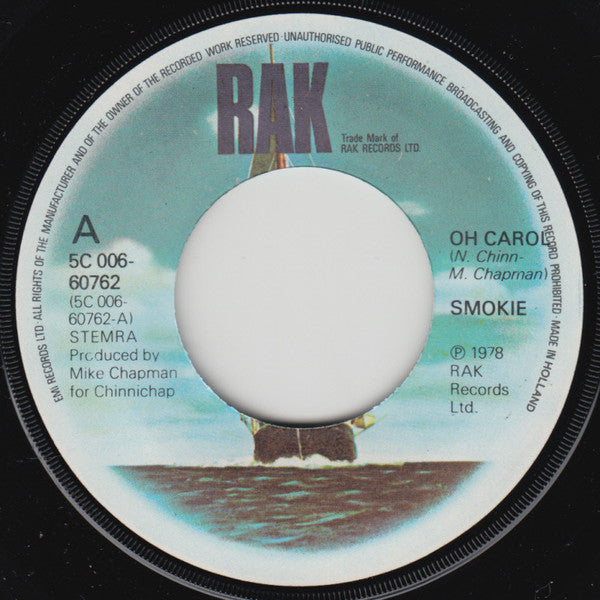 EMI RECORDS LTD · ALL RIGHTS OF THE MANUFACTURER AND OF THE OWNER OF THE RECORDED WORK RESERVED · UNAUTHORISED PUBLIC PERFORMANCE BROADCASTING AND COPYING OF THIS RECORD PROHIBITED · MADE IN HOLLAND
RAK
Trade Mark of
RAK RECORDS LTD.
A
5C 006-
60762
(5C 006-
60762-A)
STEMRA
Produced by
Mike Chapman
for Chinnichap
OH CAROL
(N. Chinn-
M. Chapman)
SMOKIE
℗ 1978
RAK
Records
Ltd.